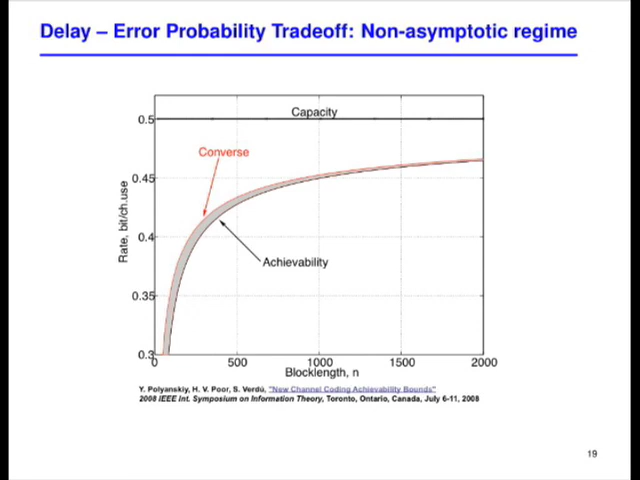 Delay – Error Probability Tradeoff: Non-asymptotic regime
Capacity
0.5
Converse
0.45
Rate, bit/ch.use
0.4
Achievability
0.35
0.3
0 500 1000 1500 2000
Blocklength, n
Y. Polyanskiy, H. V. Poor, S. Verdú, "New Channel Coding Achievability Bounds"
2008 IEEE Int. Symposium on Information Theory, Toronto, Ontario, Canada, July 6-11, 2008
19